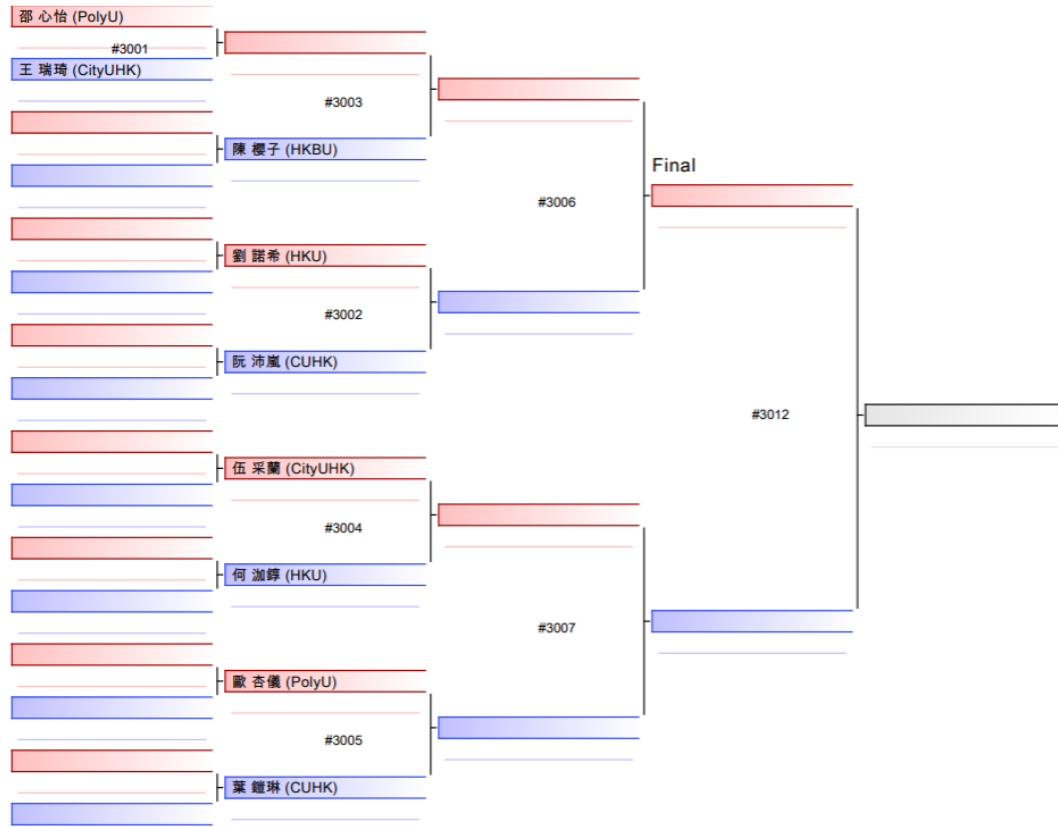 邵 心怡 (PolyU)
#3001
王 瑞琦 (CityUHK)
#3003
陳 櫻子 (HKBU)
Final
#3006
劉 諾希 (HKU)
#3002
阮 沛嵐 (CUHK)
#3012
伍 采蘭 (CityUHK)
#3004
何 泇錞 (HKU)
#3007
歐 杏儀 (PolyU)
#3005
葉 鎧琳 (CUHK)